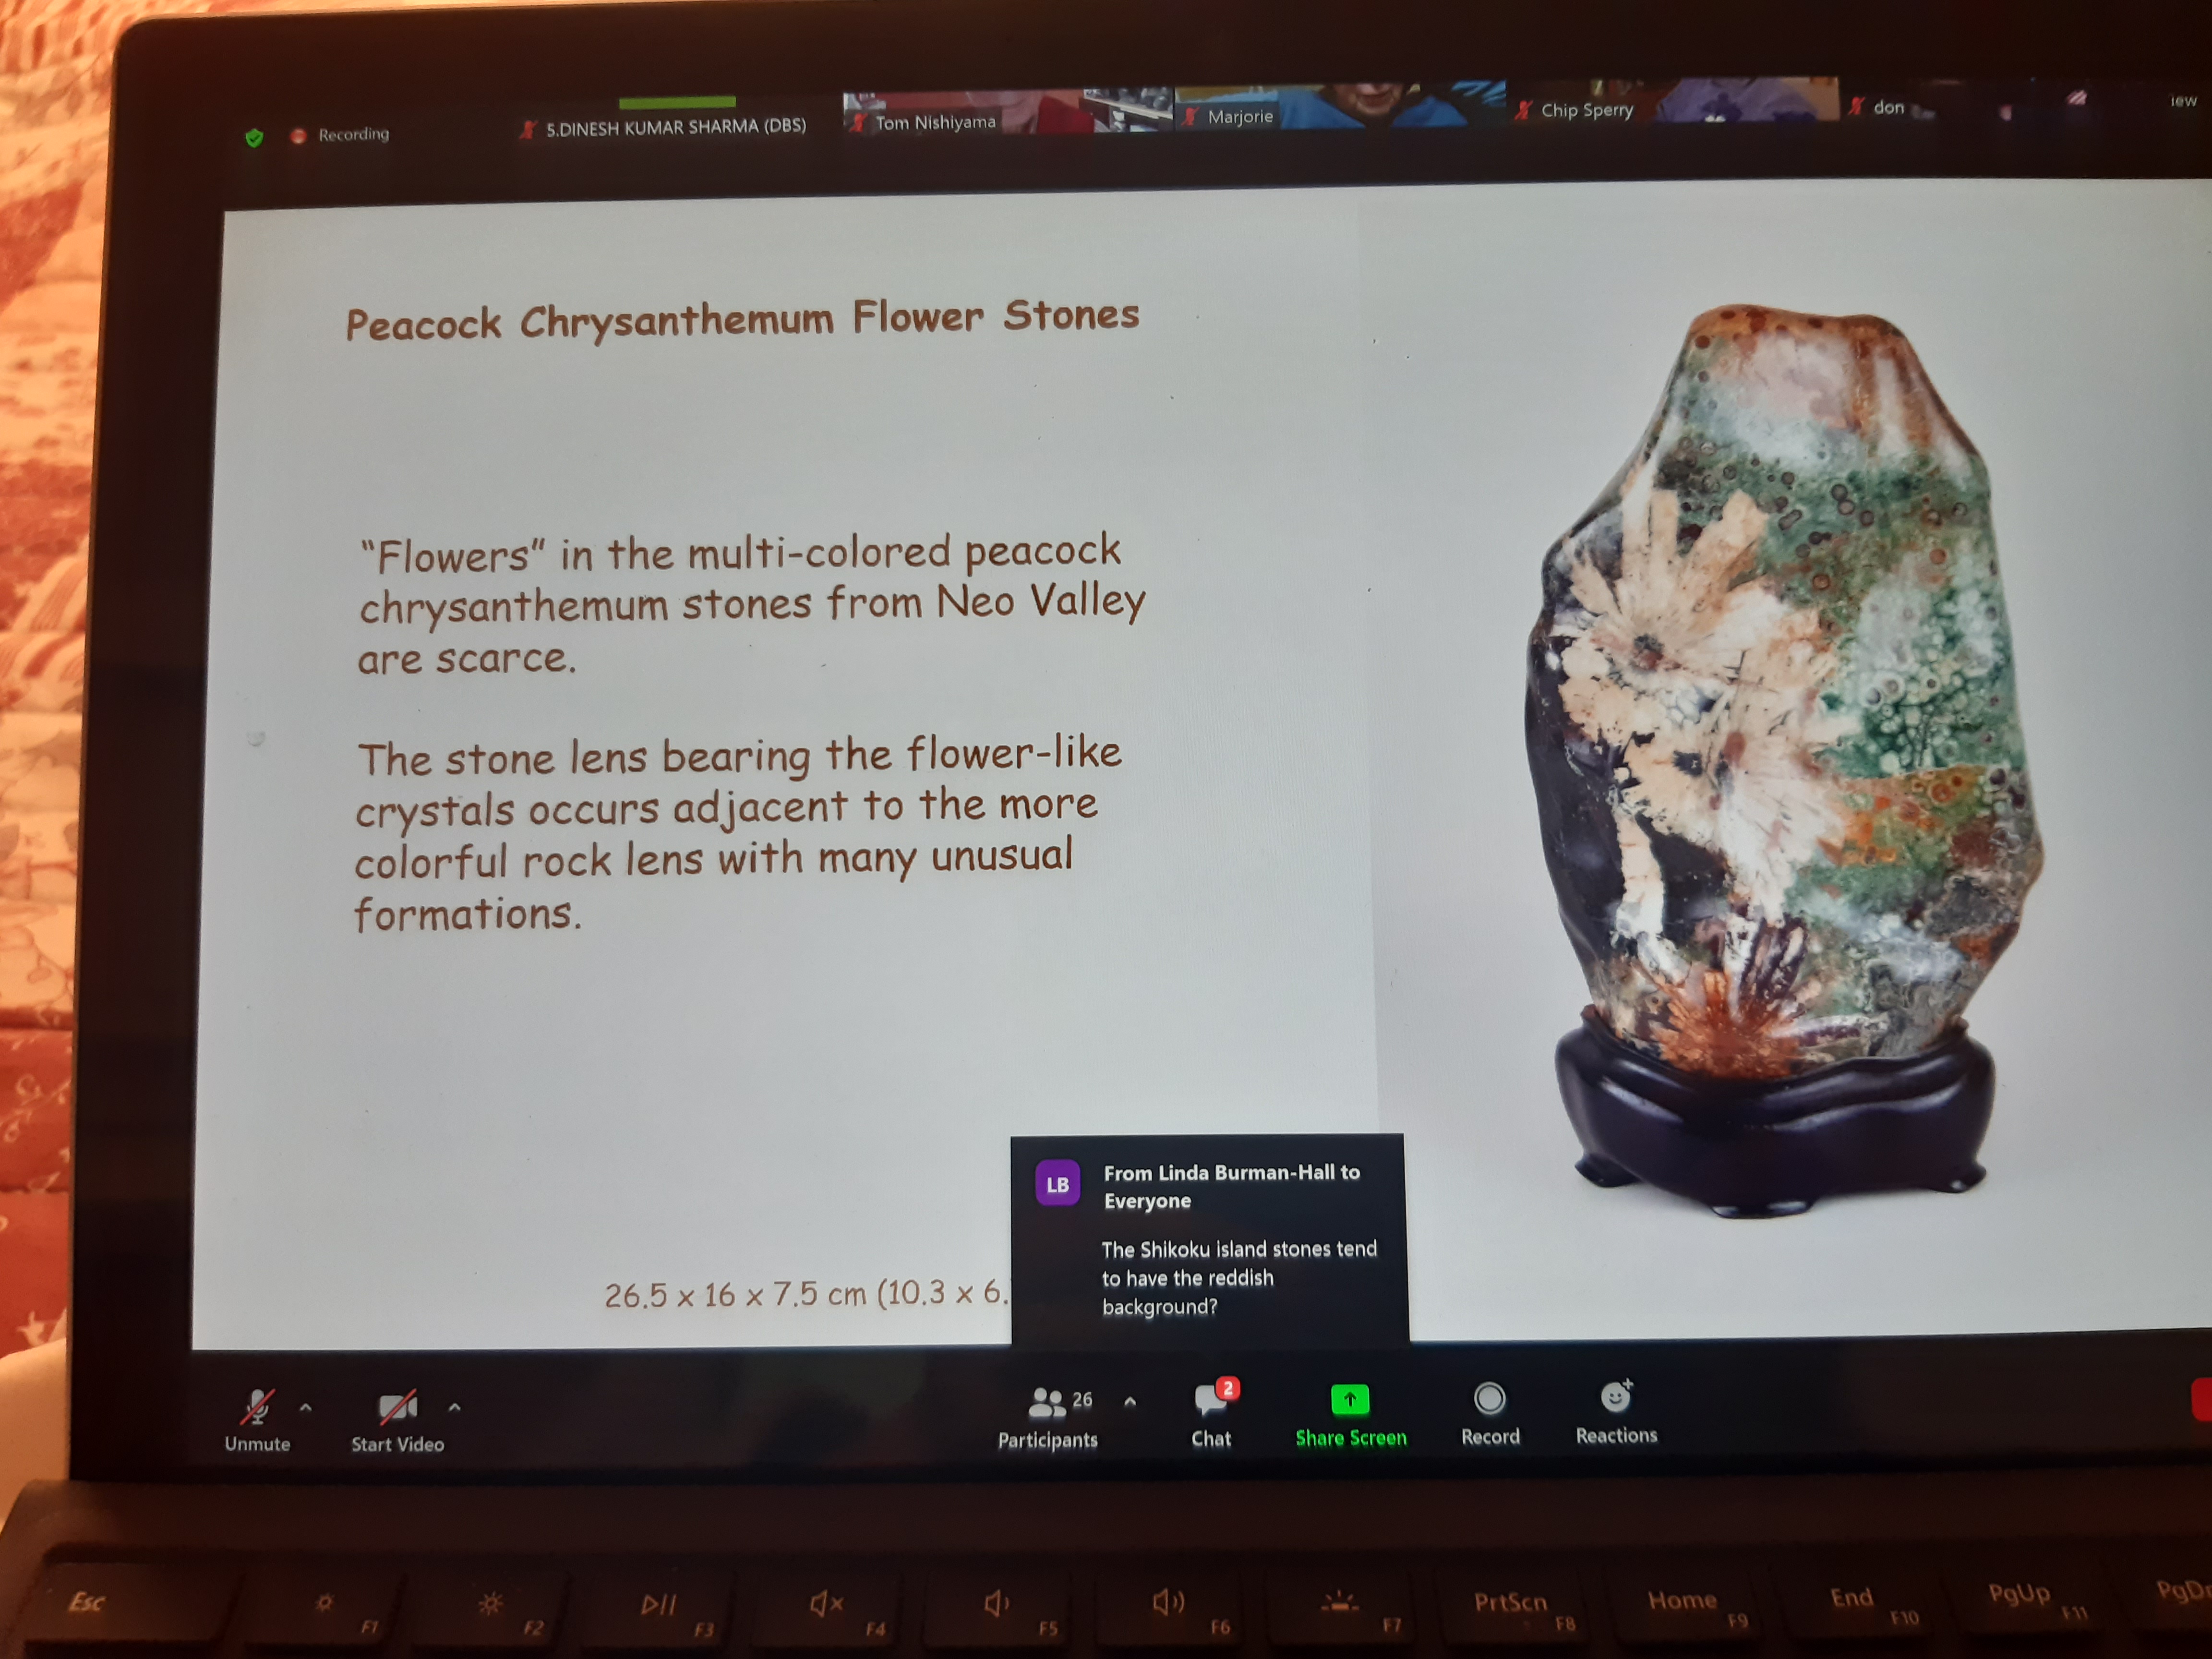 Recording
S.DINESH KUMAR SHARMA (DBS)
Tom Nishiyama
Marjorie
Chip Sperry
don
iew
Peacock Chrysanthemum Flower Stones
"Flowers" in the multi-colored peacock
chrysanthemum stones from Neo Valley
are scarce.
The stone lens bearing the flower-like
crystals occurs adjacent to the more
colorful rock lens with many unusual
formations.
26.5 x 16 x 7.5 cm (10.3 x 6.
LB
From Linda Burman-Hall to
Everyone
The Shikoku island stones tend
to have the reddish
background?
Unmute
Start Video
26
Participants
2
Chat
Share Screen
Record
Reactions
Esc
F1
F2
F3
F4
F5
F6
F7
PrtScn
F8
Home
F9
End
F10
PgUp
F11
PgD